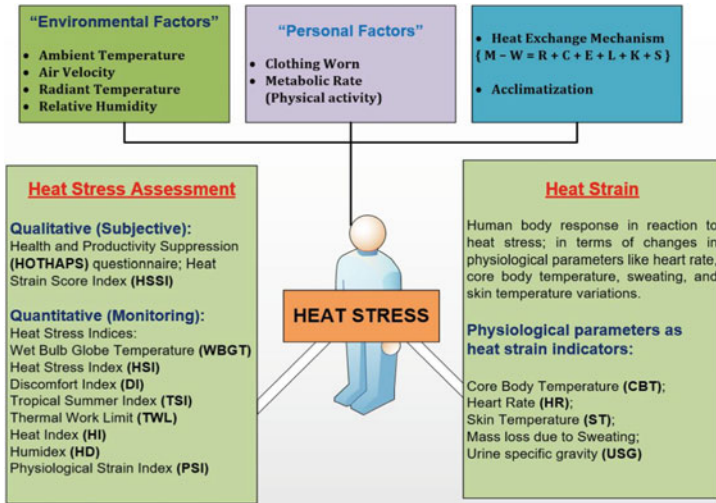 “Environmental Factors”
• Ambient Temperature
• Air Velocity
• Radiant Temperature
• Relative Humidity
“Personal Factors”
• Clothing Worn
• Metabolic Rate
(Physical activity)
• Heat Exchange Mechanism
{ M – W = R + C + E + L + K + S }
• Acclimatization
Heat Stress Assessment
Qualitative (Subjective):
Health and Productivity Suppression
(HOTHAPS) questionnaire; Heat
Strain Score Index (HSSI)
Quantitative (Monitoring):
Heat Stress Indices:
Wet Bulb Globe Temperature (WBGT)
Heat Stress Index (HSI)
Discomfort Index (DI)
Tropical Summer Index (TSI)
Thermal Work Limit (TWL)
Heat Index (HI)
Humidex (HD)
Physiological Strain Index (PSI)
HEAT STRESS
Heat Strain
Human body response in reaction to
heat stress; in terms of changes in
physiological parameters like heart rate,
core body temperature, sweating, and
skin temperature variations.
Physiological parameters as
heat strain indicators:
Core Body Temperature (CBT);
Heart Rate (HR);
Skin Temperature (ST);
Mass loss due to Sweating;
Urine specific gravity (USG)